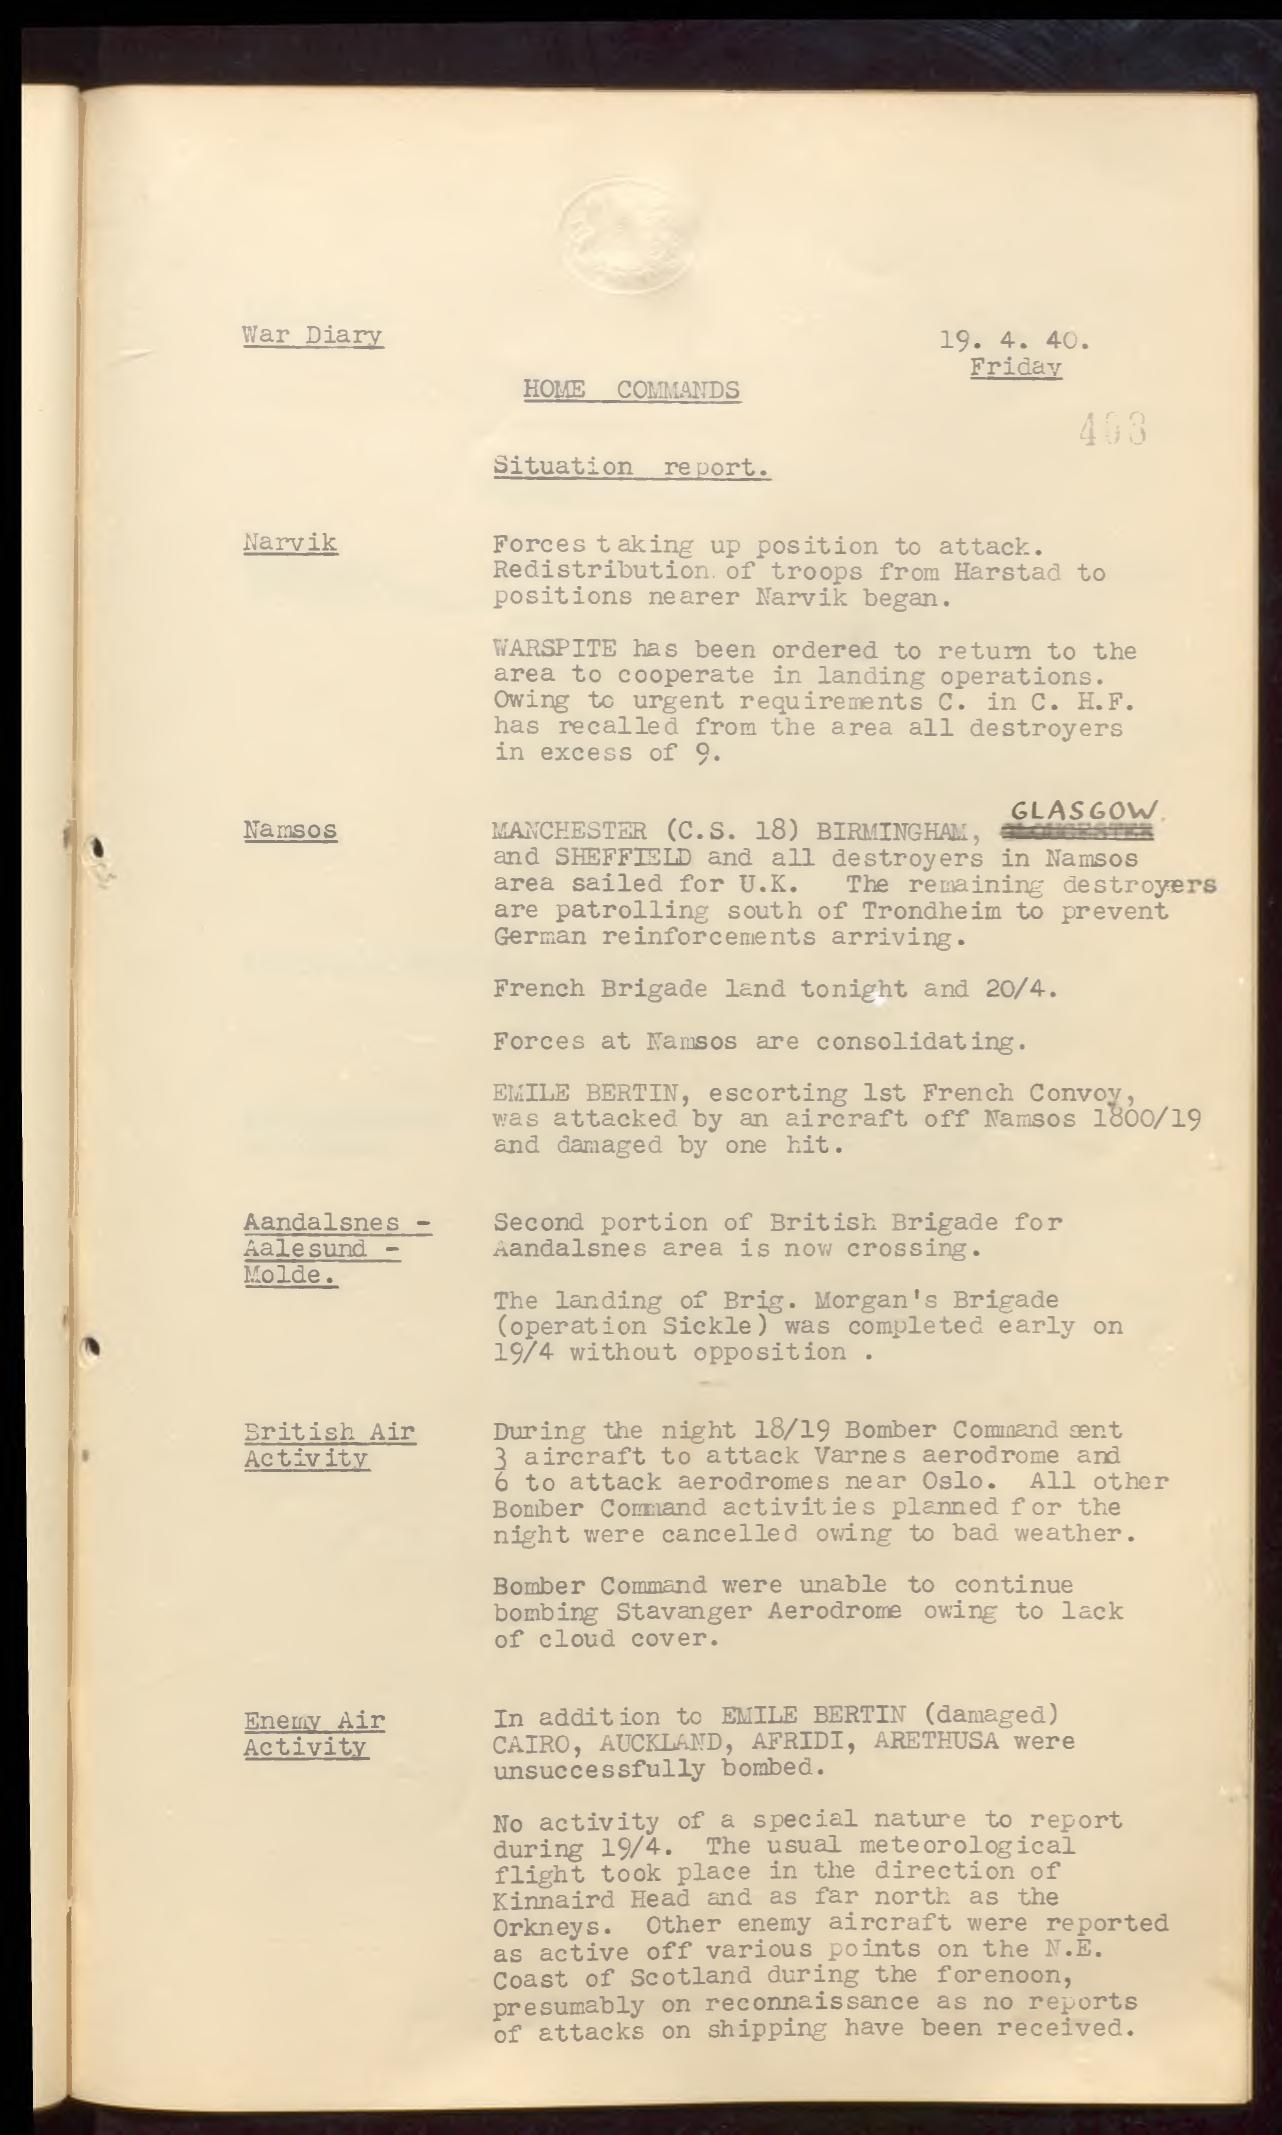 War Diary
19. 4. 40.
Friday
HOME COMMANDS
403
Situation report.
Narvik
Forces taking up position to attack.
Redistribution. of troops from Harstad to
positions nearer Narvik began.
WARSPITE has been ordered to return to the
area to cooperate in landing operations.
Owing to urgent requirements C. in C. H.F.
has recalled from the area all destroyers
in excess of 9.
Namsos
GLASGOW.
MANCHESTER (C.S. 18) BIRMINGHAM, GLOUCESTER
and SHEFFIELD and all destroyers in Namsos
area sailed for U.K. The remaining destroyers
are patrolling south of Trondheim to prevent
German reinforcements arriving.
French Brigade land tonight and 20/4.
Forces at Namsos are consolidating.
EMILE BERTIN, escorting 1st French Convoy,
was attacked by an aircraft off Namsos 1800/19
and damaged by one hit.
Aandalsnes -
Aalesund -
Molde.
Second portion of British Brigade for
Aandalsnes area is now crossing.
The landing of Brig. Morgan's Brigade
(operation Sickle) was completed early on
19/4 without opposition .
British Air
Activity
During the night 18/19 Bomber Command sent
3 aircraft to attack Varnes aerodrome and
6 to attack aerodromes near Oslo. All other
Bomber Command activities planned for the
night were cancelled owing to bad weather.
Bomber Command were unable to continue
bombing Stavanger Aerodrome owing to lack
of cloud cover.
Enemy Air
Activity
In addition to EMILE BERTIN (damaged)
CAIRO, AUCKLAND, AFRIDI, ARETHUSA were
unsuccessfully bombed.
No activity of a special nature to report
during 19/4. The usual meteorological
flight took place in the direction of
Kinnaird Head and as far north as the
Orkneys. Other enemy aircraft were reported
as active off various points on the N.E.
Coast of Scotland during the forenoon,
presumably on reconnaissance as no reports
of attacks on shipping have been received.